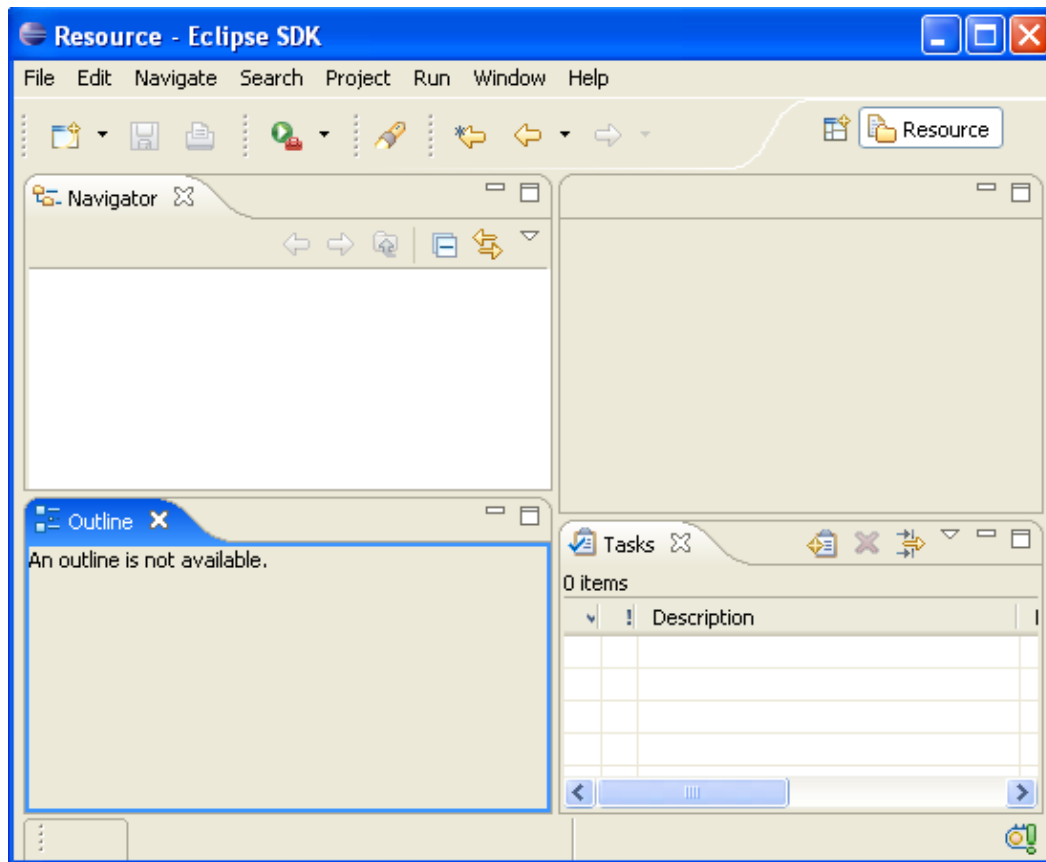 Resource - Eclipse SDK
File Edit Navigate Search Project Run Window Help
Resource
Navigator
Outline
An outline is not available.
Tasks
0 items
! Description